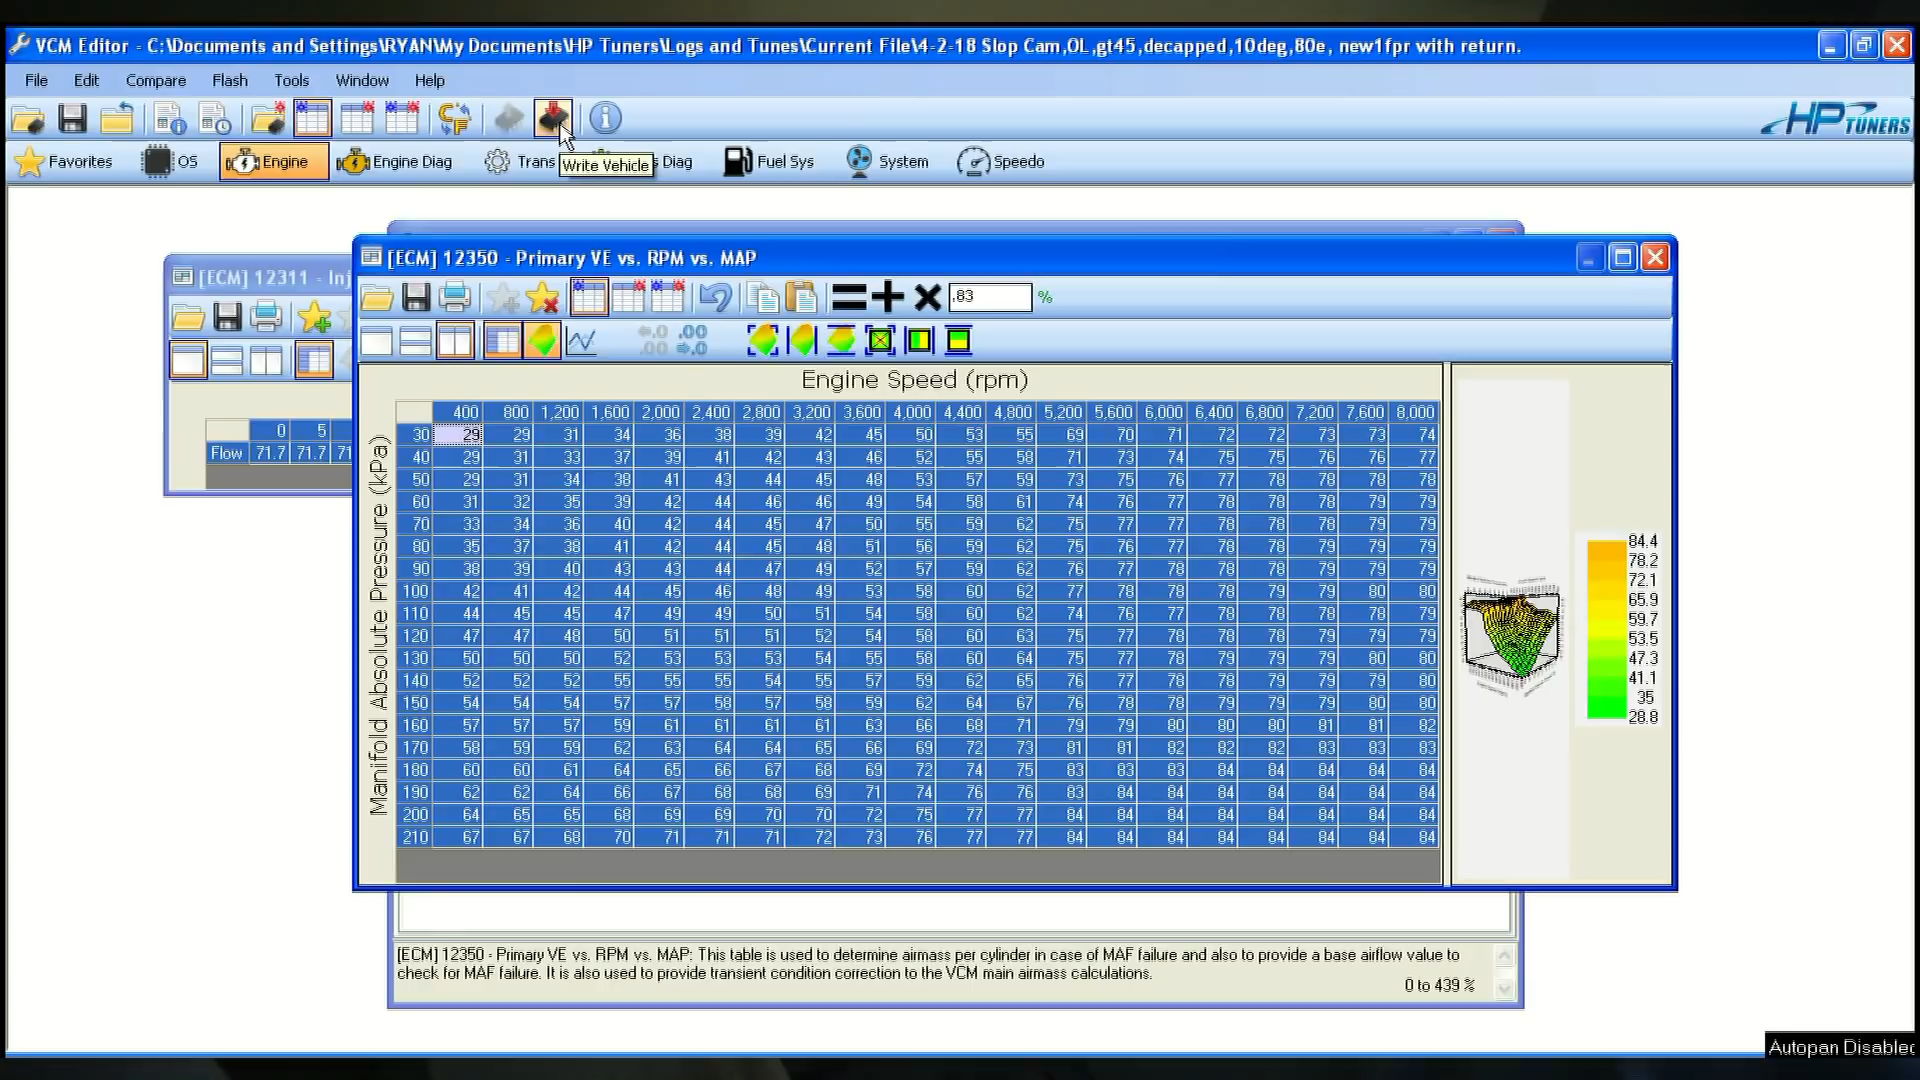 VCM Editor - C:\Documents and Settings\RYAN\My Documents\HP Tuners\Logs and Tunes\Current File\4-2-18 Slop Cam,OL,gt45,decapped,10deg,80e, new1fpr with return.
File Edit Compare Flash Tools Window Help
HP TUNERS
Favorites OS Engine Engine Diag Trans s Diag Fuel Sys System Speedo
Write Vehicle
[ECM] 12311 - Inj
0 5
Flow 71.7 71.7 71
[ECM] 12350 - Primary VE vs. RPM vs. MAP
.83 %
Engine Speed (rpm)
Manifold Absolute Pressure (kPa)
400 800 1,200 1,600 2,000 2,400 2,800 3,200 3,600 4,000 4,400 4,800 5,200 5,600 6,000 6,400 6,800 7,200 7,600 8,000
30 29 29 31 34 36 38 39 42 45 50 53 55 69 70 71 72 72 73 73 74
40 29 31 33 37 39 41 42 43 46 52 55 58 71 73 74 75 75 76 76 77
50 29 31 34 38 41 43 44 45 48 53 57 59 73 75 76 77 78 78 78 78
60 31 32 35 39 42 44 46 46 49 54 58 61 74 76 77 78 78 78 79 79
70 33 34 36 40 42 44 45 47 50 55 59 62 75 77 77 78 78 78 79 79
80 35 37 38 41 42 44 45 48 51 56 59 62 75 76 77 78 78 79 79 79
90 38 39 40 43 43 44 47 49 52 57 59 62 76 77 78 78 78 79 79 79
100 42 41 42 44 45 46 48 49 53 58 60 62 77 78 78 78 79 79 80 80
110 44 45 45 47 49 49 50 51 54 58 60 62 74 76 77 78 78 78 78 79
120 47 47 48 50 51 51 51 52 54 58 60 63 75 77 78 78 78 79 79 79
130 50 50 50 52 53 53 53 54 55 58 60 64 75 77 78 79 79 79 80 80
140 52 52 52 55 55 55 54 55 57 59 62 65 76 77 78 78 79 79 79 80
150 54 54 54 57 57 58 57 58 59 62 64 67 76 78 78 79 79 79 80 80
160 57 57 57 59 61 61 61 61 63 66 68 71 79 79 80 80 80 81 81 82
170 58 59 59 62 63 64 64 65 66 69 72 73 81 81 82 82 82 83 83 83
180 60 60 61 64 65 66 67 68 69 72 74 75 83 83 83 84 84 84 84 84
190 62 62 64 66 67 68 68 69 71 74 76 76 83 84 84 84 84 84 84 84
200 64 65 65 68 69 69 70 70 72 75 77 77 84 84 84 84 84 84 84 84
210 67 67 68 70 71 71 71 72 73 76 77 77 84 84 84 84 84 84 84 84
84.4
78.2
72.1
65.9
59.7
53.5
47.3
41.1
35
28.8
[ECM] 12350 - Primary VE vs. RPM vs. MAP: This table is used to determine airmass per cylinder in case of MAF failure and also to provide a base airflow value to
check for MAF failure. It is also used to provide transient condition correction to the VCM main airmass calculations.
0 to 439 %
Autopan Disabled